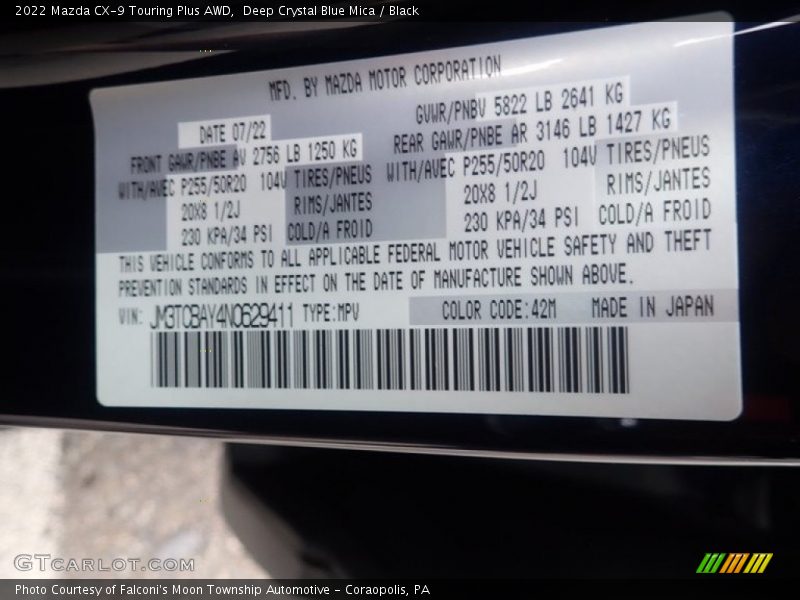 2022 Mazda CX-9 Touring Plus AWD, Deep Crystal Blue Mica / Black
MFD. BY MAZDA MOTOR CORPORATION
DATE 07/22
GVWR/PNBV 5822 LB 2641 KG
FRONT GAWR/PNBE AV 2756 LB 1250 KG
REAR GAWR/PNBE AR 3146 LB 1427 KG
WITH/AVEC P255/50R20 104V TIRES/PNEUS
WITH/AVEC P255/50R20 104V TIRES/PNEUS
20X8 1/2J RIMS/JANTES
20X8 1/2J RIMS/JANTES
230 KPA/34 PSI COLD/A FROID
230 KPA/34 PSI COLD/A FROID
THIS VEHICLE CONFORMS TO ALL APPLICABLE FEDERAL MOTOR VEHICLE SAFETY AND THEFT
PREVENTION STANDARDS IN EFFECT ON THE DATE OF MANUFACTURE SHOWN ABOVE.
VIN: JM3TCBAY4N0629411 TYPE:MPV COLOR CODE:42M MADE IN JAPAN
GTCARLOT.COM
Photo Courtesy of Falconi's Moon Township Automotive - Coraopolis, PA